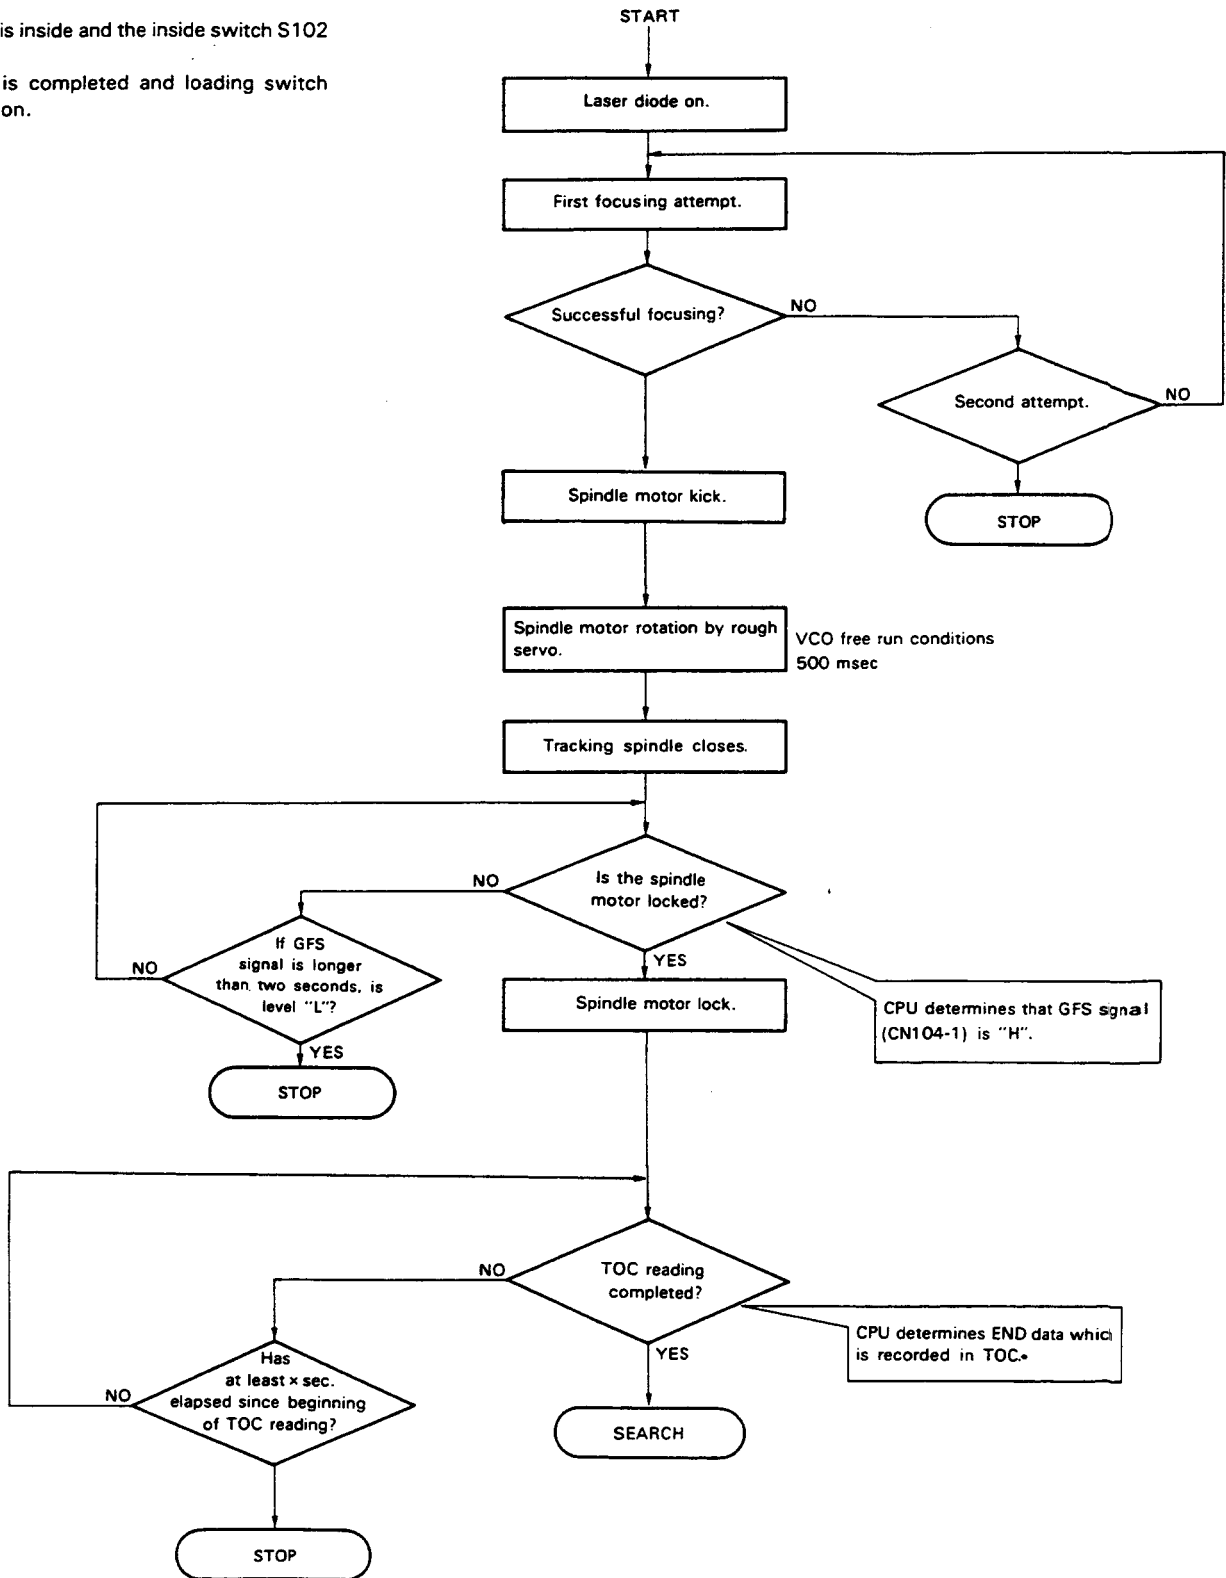 is inside and the inside switch S102
is completed and loading switch
on.
START
Laser diode on.
First focusing attempt.
Successful focusing?
NO
Second attempt.
NO
STOP
Spindle motor kick.
Spindle motor rotation by rough
servo.
VCO free run conditions
500 msec
Tracking spindle closes.
Is the spindle
motor locked?
NO
If GFS
signal is longer
than two seconds, is
level "L"?
NO
YES
STOP
YES
Spindle motor lock.
CPU determines that GFS signal
(CN104-1) is "H".
TOC reading
completed?
NO
Has
at least × sec.
elapsed since beginning
of TOC reading?
NO
STOP
YES
CPU determines END data which
is recorded in TOC.
SEARCH